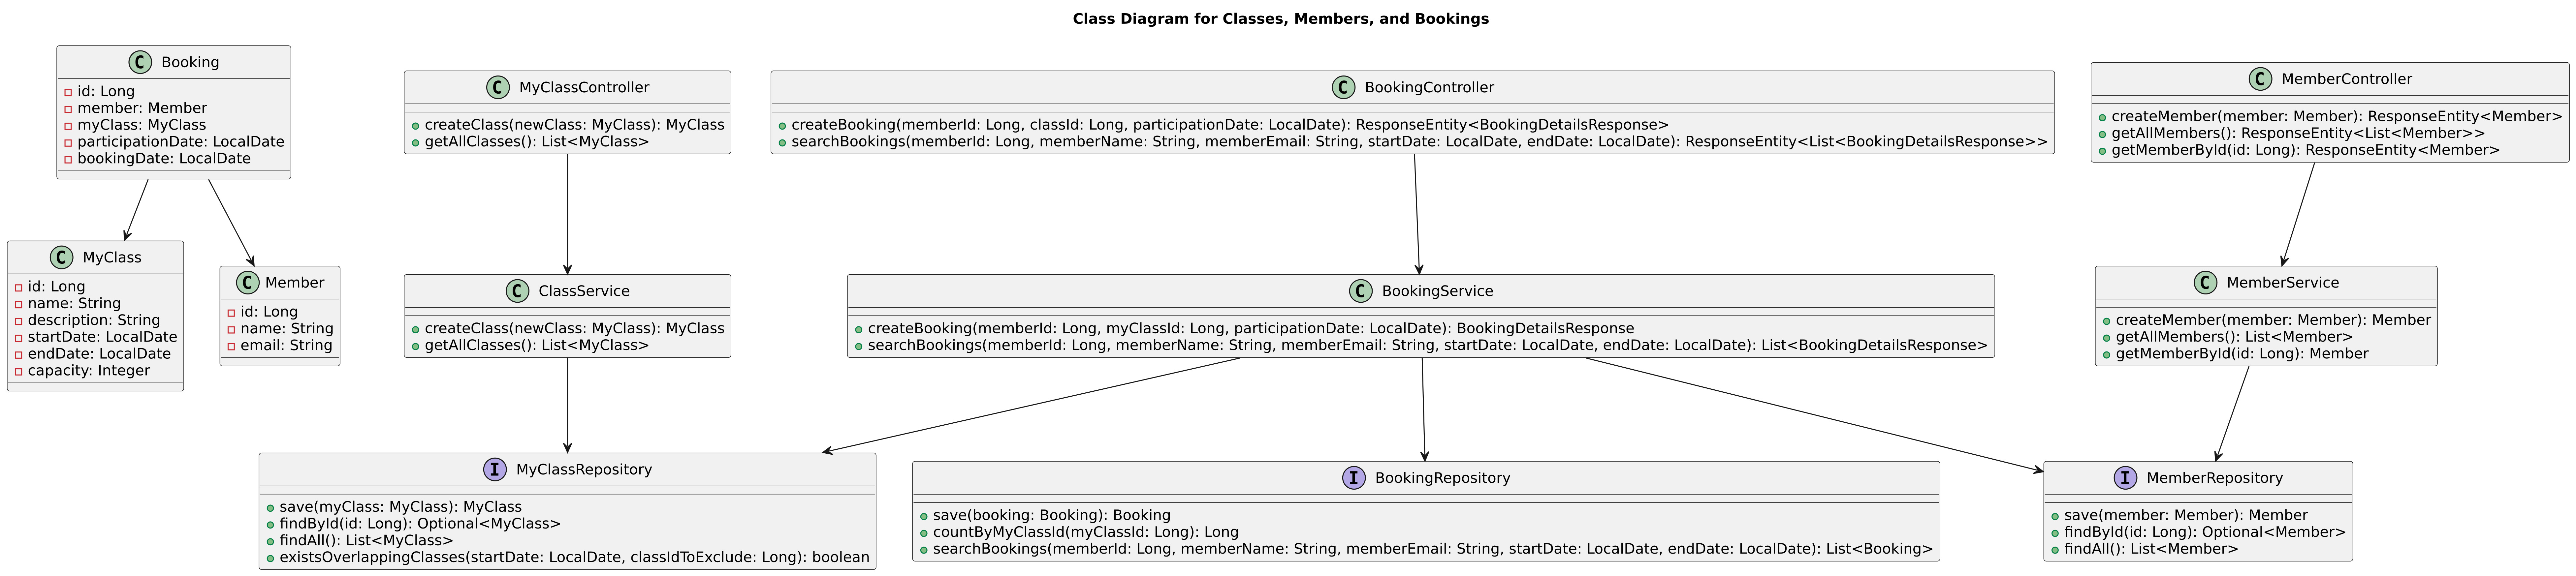 Class Diagram for Classes, Members, and Bookings
C Booking
id: Long
member: Member
myClass: MyClass
participationDate: LocalDate
bookingDate: LocalDate
C MyClassController
createClass(newClass: MyClass): MyClass
getAllClasses(): List<MyClass>
C BookingController
createBooking(memberId: Long, classId: Long, participationDate: LocalDate): ResponseEntity<BookingDetailsResponse>
searchBookings(memberId: Long, memberName: String, memberEmail: String, startDate: LocalDate, endDate: LocalDate): ResponseEntity<List<BookingDetailsResponse>>
C MemberController
createMember(member: Member): ResponseEntity<Member>
getAllMembers(): ResponseEntity<List<Member>>
getMemberById(id: Long): ResponseEntity<Member>
C MyClass
id: Long
name: String
description: String
startDate: LocalDate
endDate: LocalDate
capacity: Integer
C Member
id: Long
name: String
email: String
C ClassService
createClass(newClass: MyClass): MyClass
getAllClasses(): List<MyClass>
C BookingService
createBooking(memberId: Long, myClassId: Long, participationDate: LocalDate): BookingDetailsResponse
searchBookings(memberId: Long, memberName: String, memberEmail: String, startDate: LocalDate, endDate: LocalDate): List<BookingDetailsResponse>
C MemberService
createMember(member: Member): Member
getAllMembers(): List<Member>
getMemberById(id: Long): Member
I MyClassRepository
save(myClass: MyClass): MyClass
findById(id: Long): Optional<MyClass>
findAll(): List<MyClass>
existsOverlappingClasses(startDate: LocalDate, classIdToExclude: Long): boolean
I BookingRepository
save(booking: Booking): Booking
countByMyClassId(myClassId: Long): Long
searchBookings(memberId: Long, memberName: String, memberEmail: String, startDate: LocalDate, endDate: LocalDate): List<Booking>
I MemberRepository
save(member: Member): Member
findById(id: Long): Optional<Member>
findAll(): List<Member>